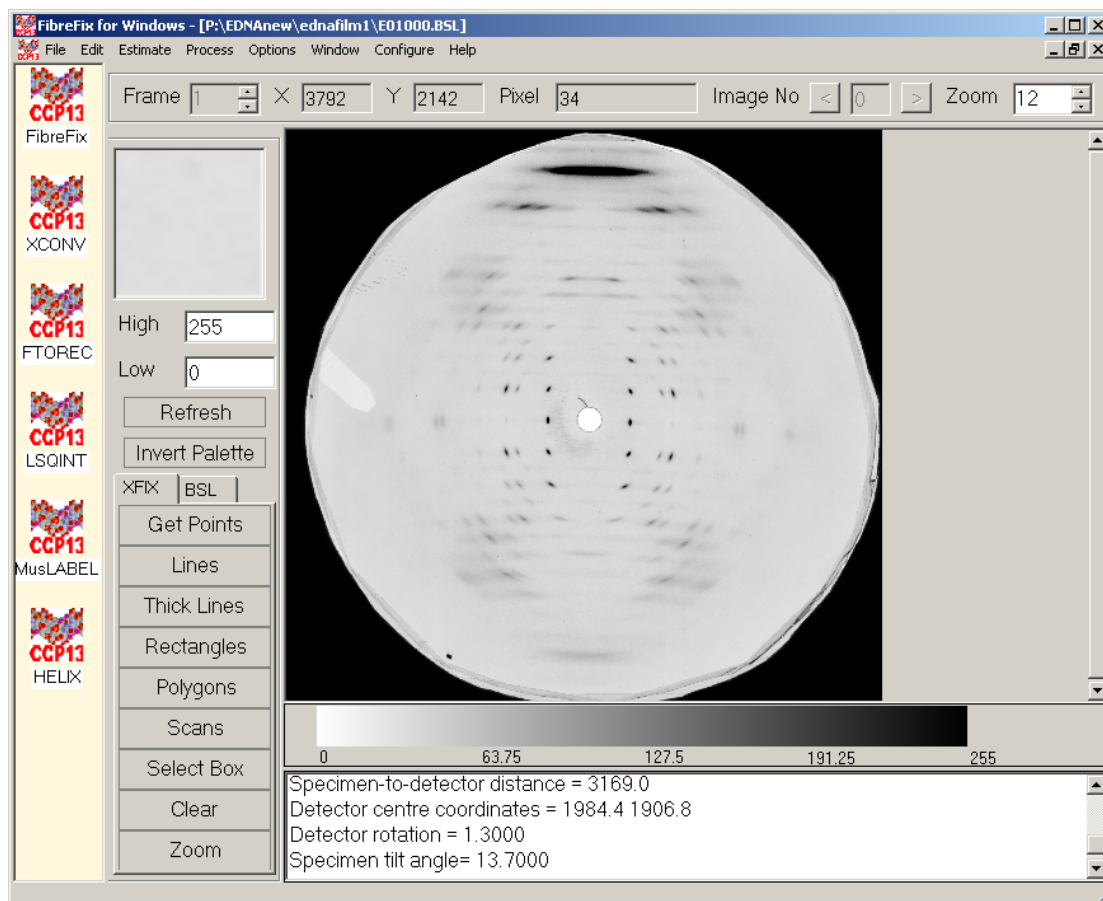 FibreFix for Windows - [P:\EDNAnew\ednafilm1\E01000.BSL]
File Edit Estimate Process Options Window Configure Help
Frame 1 X 3792 Y 2142 Pixel 34 Image No < 0 > Zoom 12
CCP13
FibreFix
CCP13
XCONV
CCP13
FTOREC
CCP13
LSQINT
CCP13
MusLABEL
CCP13
HELIX
High 255
Low 0
Refresh
Invert Palette
XFIX BSL
Get Points
Lines
Thick Lines
Rectangles
Polygons
Scans
Select Box
Clear
Zoom
0 63.75 127.5 191.25 255
Specimen-to-detector distance = 3169.0
Detector centre coordinates = 1984.4 1906.8
Detector rotation = 1.3000
Specimen tilt angle= 13.7000